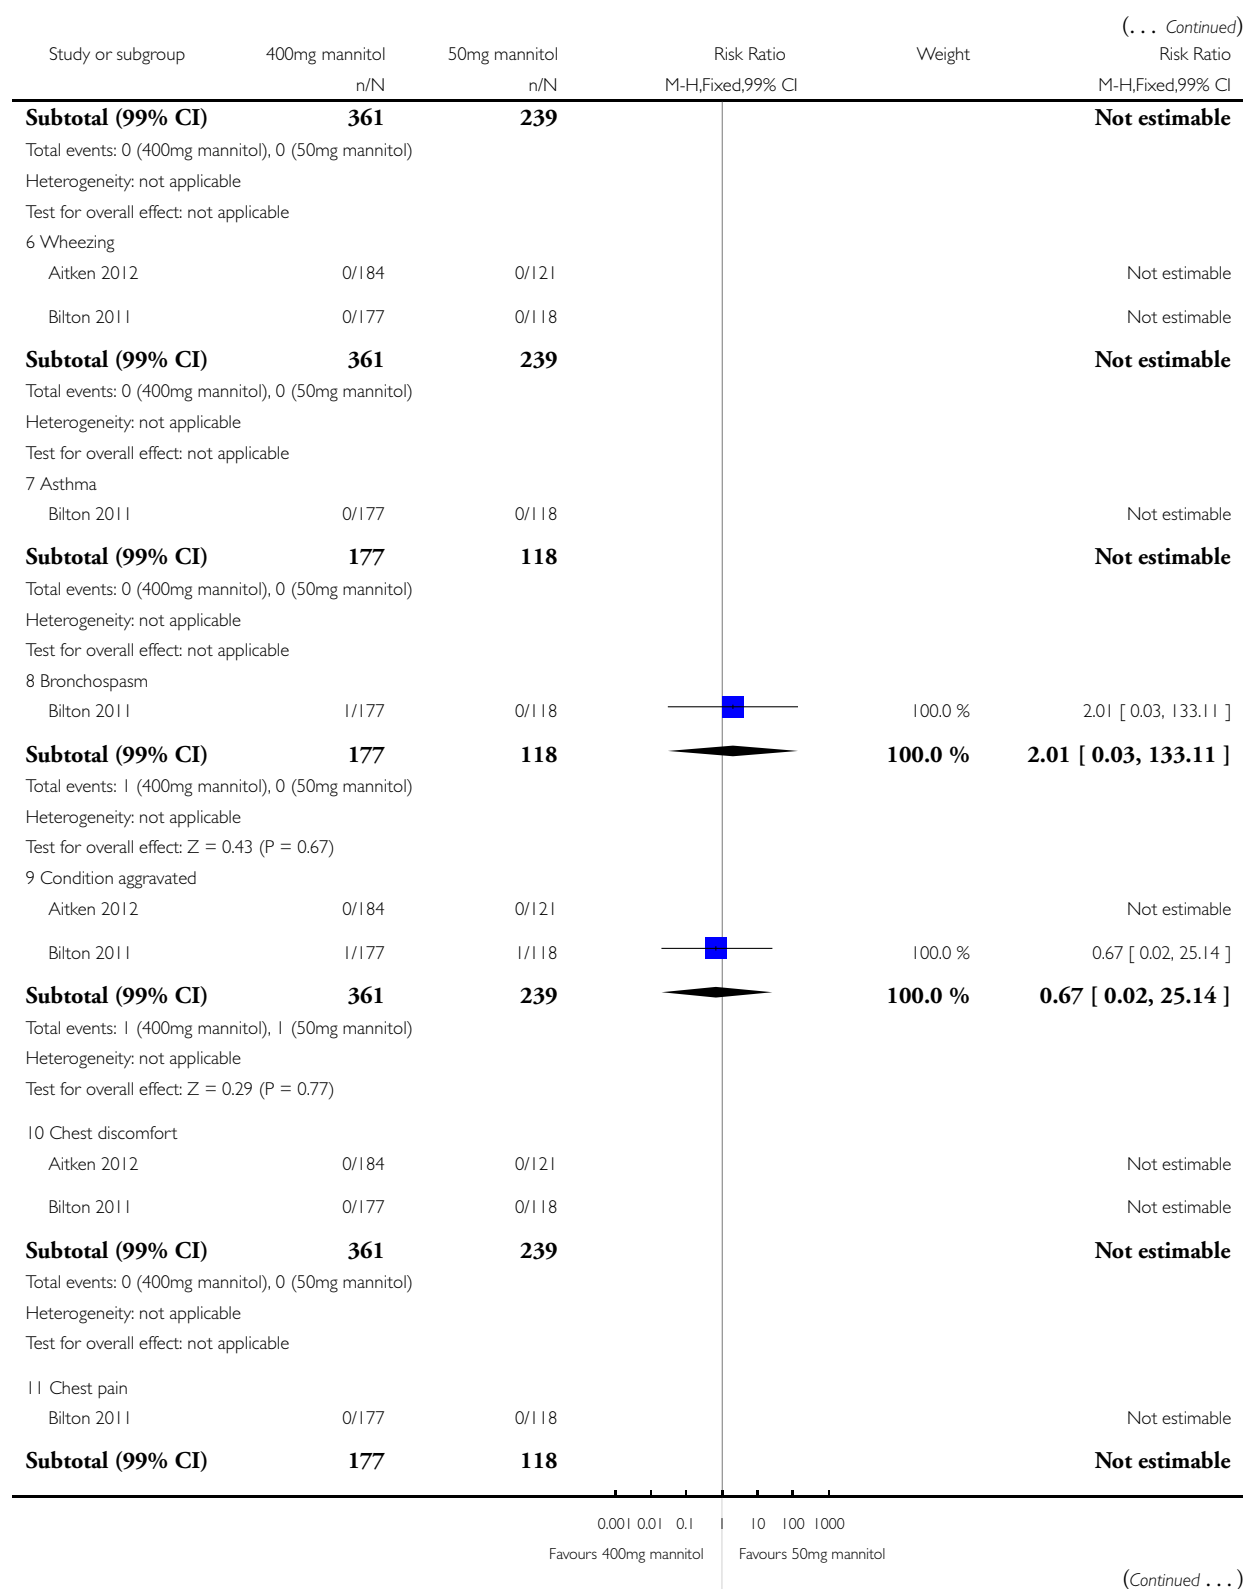 (... Continued)
Study or subgroup 400mg mannitol 50mg mannitol Risk Ratio Weight Risk Ratio
n/N n/N M-H,Fixed,99% CI M-H,Fixed,99% CI
Subtotal (99% CI) 361 239 Not estimable
Total events: 0 (400mg mannitol), 0 (50mg mannitol)
Heterogeneity: not applicable
Test for overall effect: not applicable
6 Wheezing
Aitken 2012 0/184 0/121 Not estimable
Bilton 2011 0/177 0/118 Not estimable
Subtotal (99% CI) 361 239 Not estimable
Total events: 0 (400mg mannitol), 0 (50mg mannitol)
Heterogeneity: not applicable
Test for overall effect: not applicable
7 Asthma
Bilton 2011 0/177 0/118 Not estimable
Subtotal (99% CI) 177 118 Not estimable
Total events: 0 (400mg mannitol), 0 (50mg mannitol)
Heterogeneity: not applicable
Test for overall effect: not applicable
8 Bronchospasm
Bilton 2011 1/177 0/118 100.0 % 2.01 [ 0.03, 133.11 ]
Subtotal (99% CI) 177 118 100.0 % 2.01 [ 0.03, 133.11 ]
Total events: 1 (400mg mannitol), 0 (50mg mannitol)
Heterogeneity: not applicable
Test for overall effect: Z = 0.43 (P = 0.67)
9 Condition aggravated
Aitken 2012 0/184 0/121 Not estimable
Bilton 2011 1/177 1/118 100.0 % 0.67 [ 0.02, 25.14 ]
Subtotal (99% CI) 361 239 100.0 % 0.67 [ 0.02, 25.14 ]
Total events: 1 (400mg mannitol), 1 (50mg mannitol)
Heterogeneity: not applicable
Test for overall effect: Z = 0.29 (P = 0.77)
10 Chest discomfort
Aitken 2012 0/184 0/121 Not estimable
Bilton 2011 0/177 0/118 Not estimable
Subtotal (99% CI) 361 239 Not estimable
Total events: 0 (400mg mannitol), 0 (50mg mannitol)
Heterogeneity: not applicable
Test for overall effect: not applicable
11 Chest pain
Bilton 2011 0/177 0/118 Not estimable
Subtotal (99% CI) 177 118 Not estimable
0.001 0.01 0.1 1 10 100 1000
Favours 400mg mannitol Favours 50mg mannitol
(Continued ...)